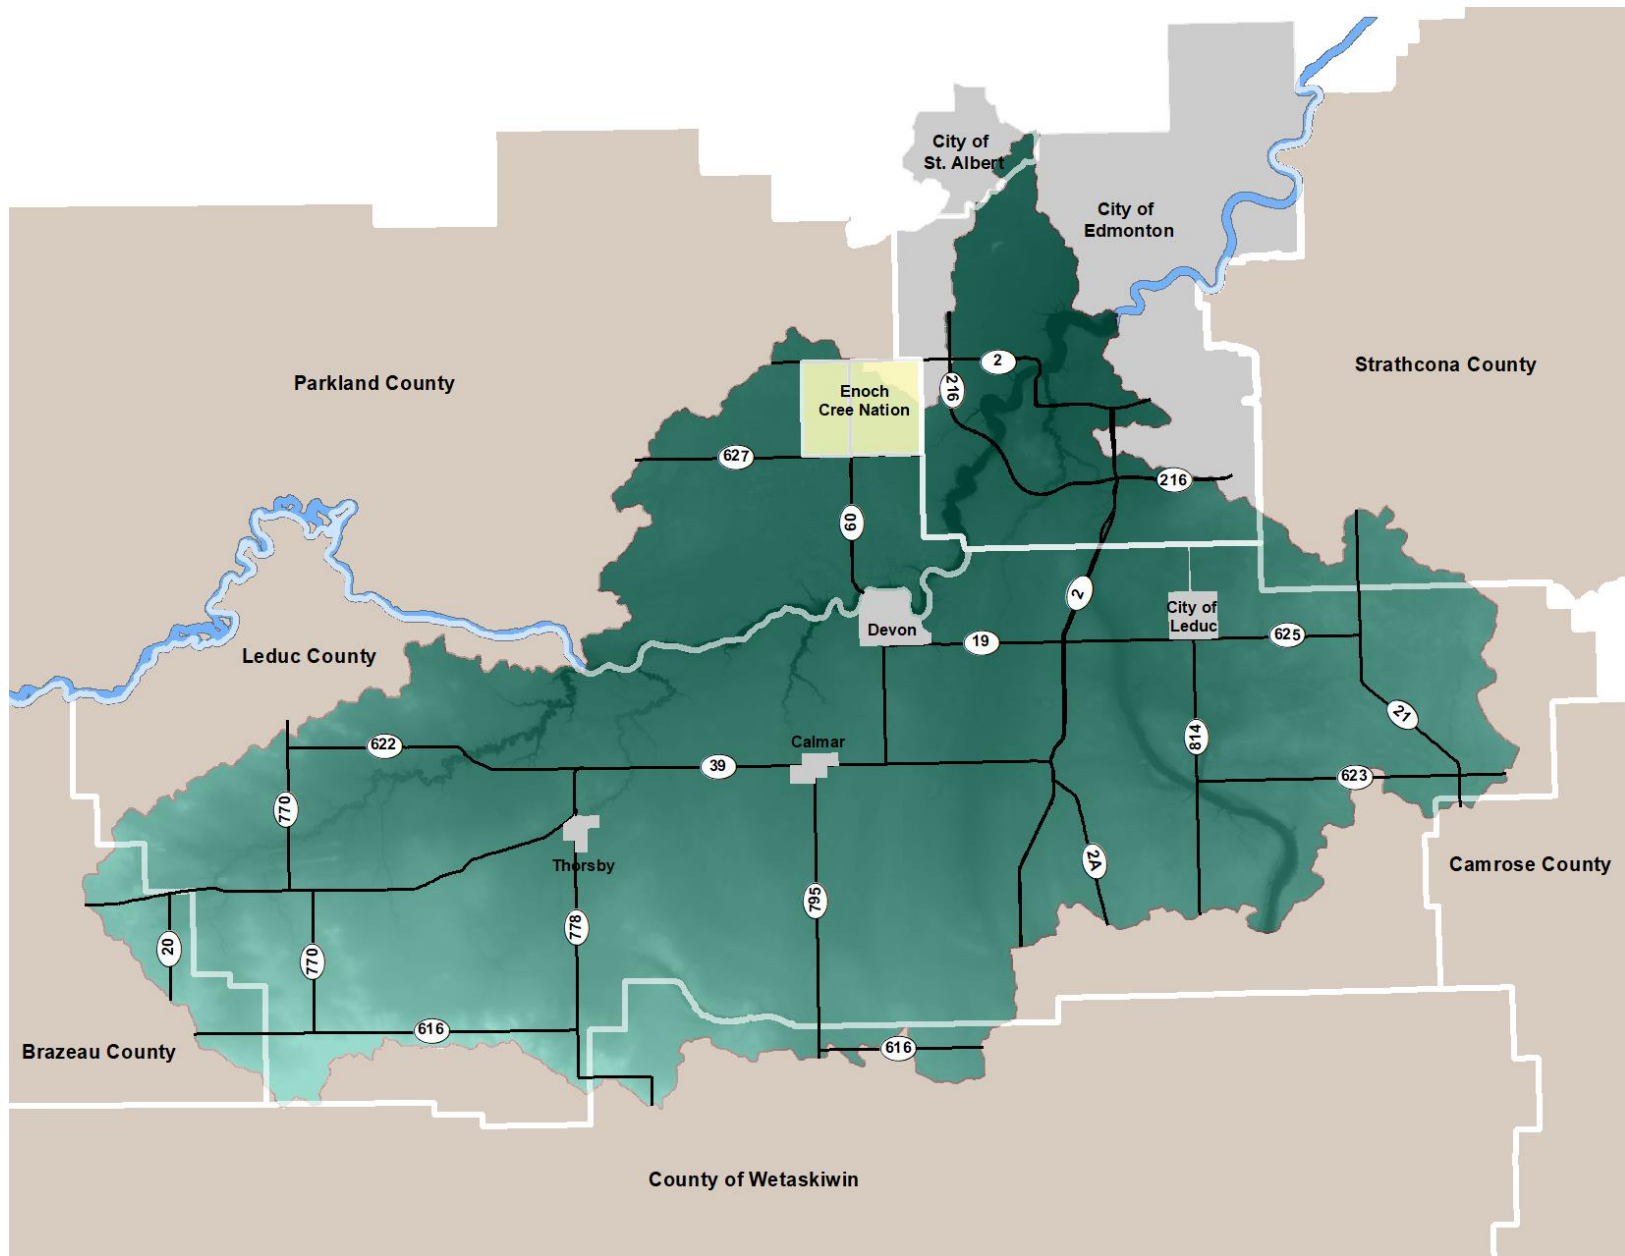 City of
St. Albert
City of
Edmonton
Parkland County
Strathcona County
2
216
Enoch
Cree Nation
627
216
60
2
City of
Leduc
Devon
19
625
Leduc County
21
622
Calmar
814
39
623
770
Thorsby
2A
Camrose County
795
778
20
770
616
616
Brazeau County
County of Wetaskiwin